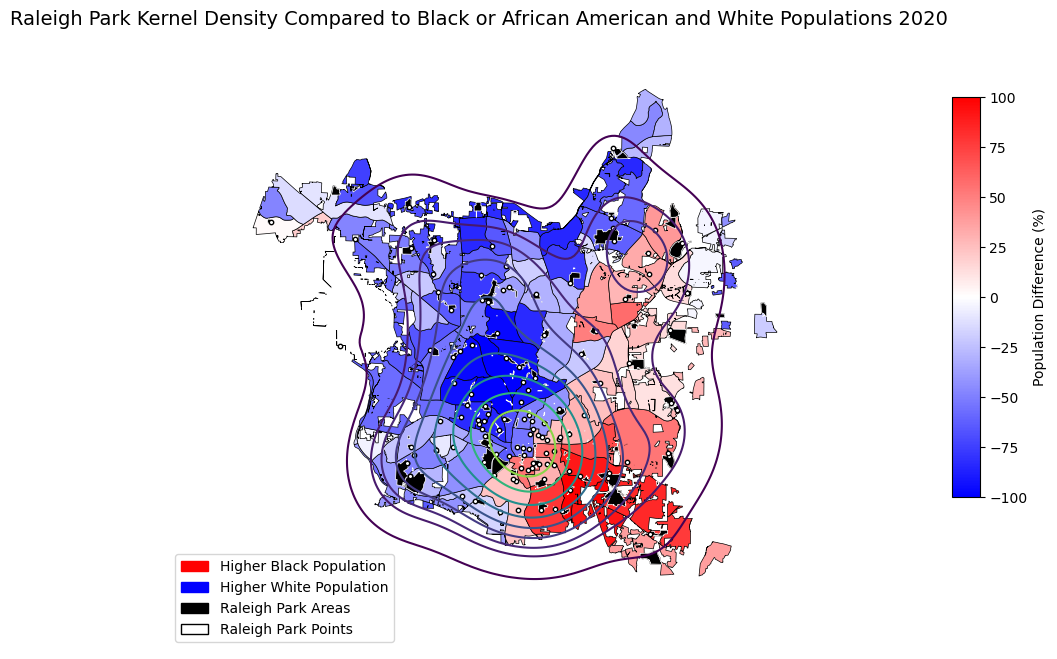 Raleigh Park Kernel Density Compared to Black or African American and White Populations 2020
100
75
50
25
0
−25
−50
−75
−100
Population Difference (%)
Higher Black Population
Higher White Population
Raleigh Park Areas
Raleigh Park Points